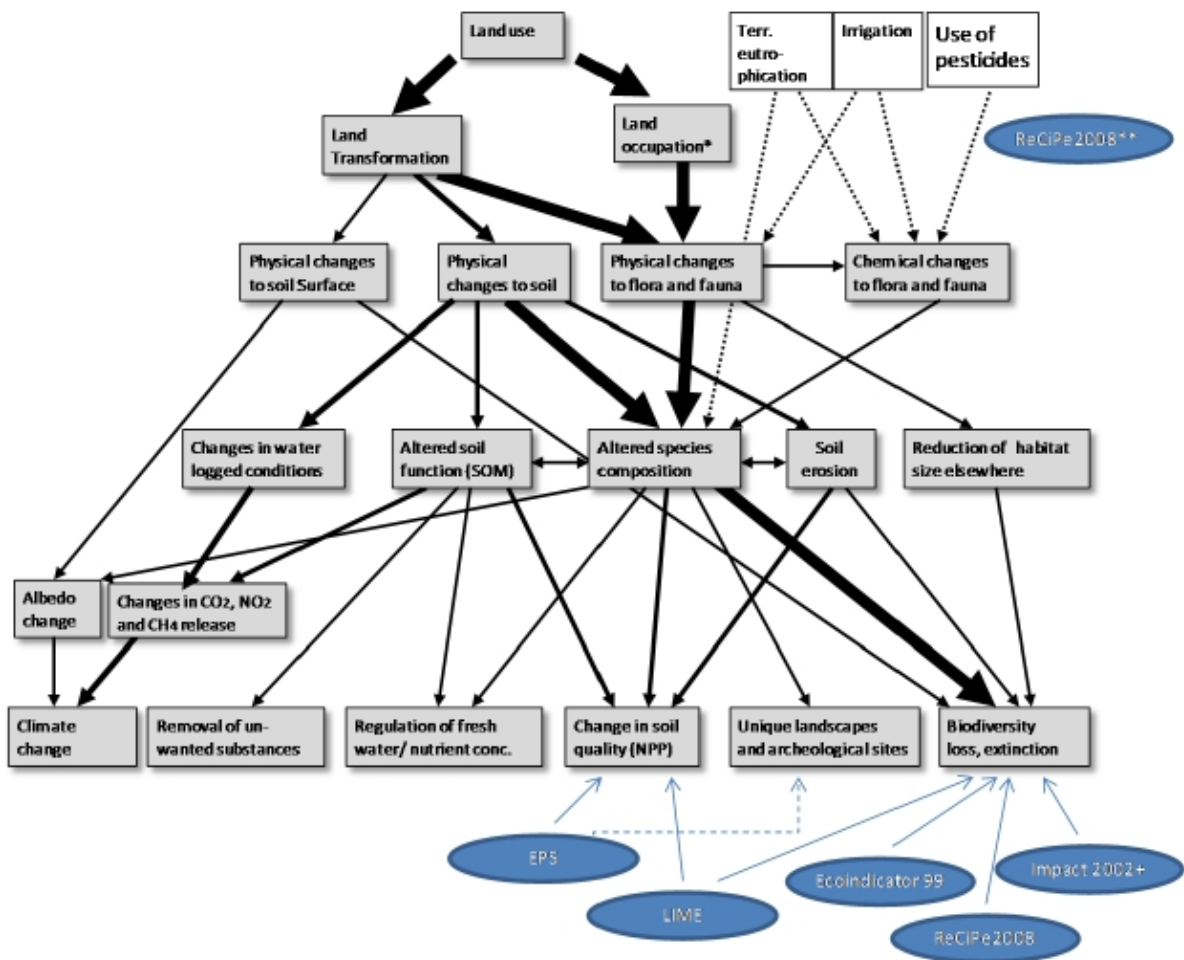 Land use
Terr.
eutro-
phication
Irrigation
Use of
pesticides
Land
Transformation
Land
occupation*
ReCiPe2008**
Physical changes
to soil Surface
Physical
changes to soil
Physical changes
to flora and fauna
Chemical changes
to flora and fauna
Changes in water
logged conditions
Altered soil
function (SOM)
Altered species
composition
Soil
erosion
Reduction of habitat
size elsewhere
Albedo
change
Changes in CO2, NO2
and CH4 release
Climate
change
Removal of un-
wanted substances
Regulation of fresh
water/ nutrient conc.
Change in soil
quality (NPP)
Unique landscapes
and archeological sites
Biodiversity
loss, extinction
EPS
LIME
Ecoindicator 99
Impact 2002+
ReCiPe2008